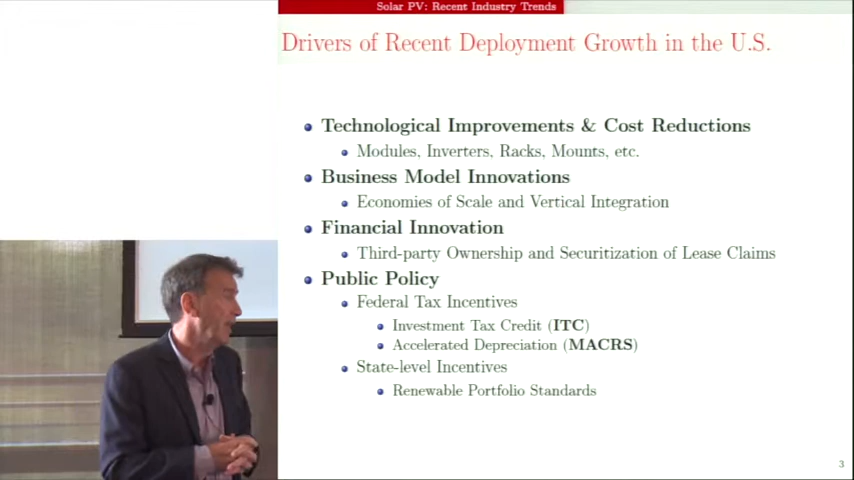 Solar PV: Recent Industry Trends
Drivers of Recent Deployment Growth in the U.S.
Technological Improvements & Cost Reductions
Modules, Inverters, Racks, Mounts, etc.
Business Model Innovations
Economies of Scale and Vertical Integration
Financial Innovation
Third-party Ownership and Securitization of Lease Claims
Public Policy
Federal Tax Incentives
Investment Tax Credit (ITC)
Accelerated Depreciation (MACRS)
State-level Incentives
Renewable Portfolio Standards
3